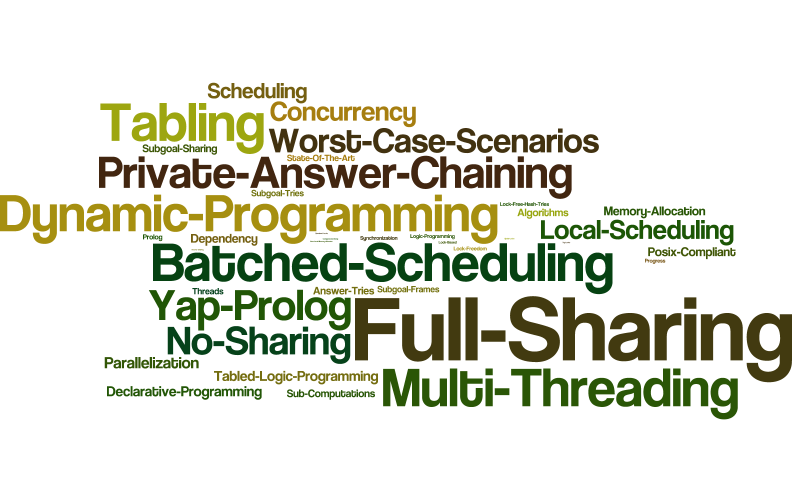 Scheduling
Tabling
Concurrency
Worst-Case-Scenarios
Subgoal-Sharing
State-Of-The-Art
Private-Answer-Chaining
Subgoal-Tries
Dynamic-Programming
Lock-Free-Hash-Tries
Algorithms
Memory-Allocation
Local-Scheduling
Prolog
Dependency
Synchronization
Logic-Programming
Lock-Based
Lock-Freedom
Posix-Compliant
Progress
Batched-Scheduling
Threads
Answer-Tries
Subgoal-Frames
Yap-Prolog
Full-Sharing
No-Sharing
Parallelization
Tabled-Logic-Programming
Multi-Threading
Declarative-Programming
Sub-Computations